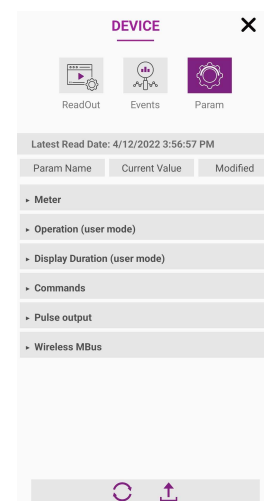 DEVICE
ReadOut Events Param
Latest Read Date: 4/12/2022 3:56:57 PM
Param Name Current Value Modified
Meter
Operation (user mode)
Display Duration (user mode)
Commands
Pulse output
Wireless MBus